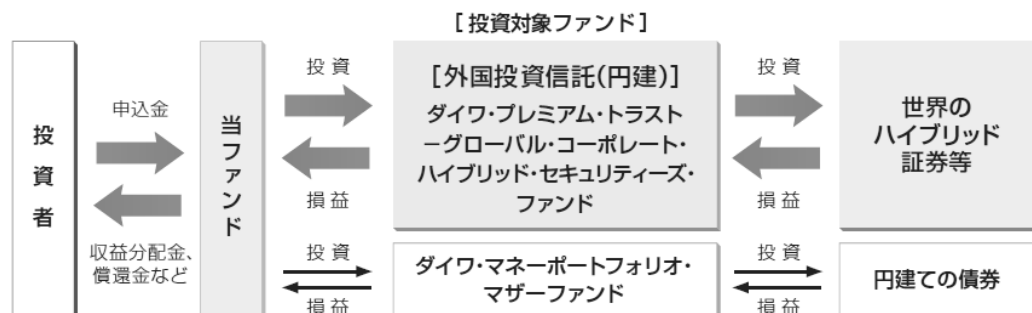 [投資対象ファンド]
投資者
申込金
収益分配金、
償還金など
当ファンド
投資
損益
[外国投資信託(円建)]
ダイワ・プレミアム・トラスト
−グローバル・コーポレート・
ハイブリッド・セキュリティーズ・
ファンド
投資
損益
世界の
ハイブリッド
証券等
投資
損益
ダイワ・マネーポートフォリオ・
マザーファンド
投資
損益
円建ての債券